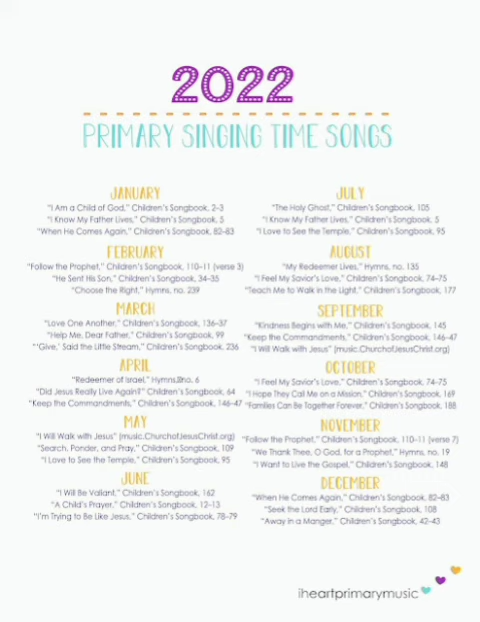 2022
PRIMARY SINGING TIME SONGS
JANUARY
"I Am a Child of God," Children's Songbook, 2–3
"I Know My Father Lives," Children's Songbook, 5
"When He Comes Again," Children's Songbook, 82–83
FEBRUARY
"Follow the Prophet," Children's Songbook, 110–11 (verse 3)
"He Sent His Son," Children's Songbook, 34–35
"Choose the Right," Hymns, no. 239
MARCH
"Love One Another," Children's Songbook, 136–37
"Help Me, Dear Father," Children's Songbook, 99
"'Give,' Said the Little Stream," Children's Songbook, 236
APRIL
"Redeemer of Israel," Hymns, no. 6
"Did Jesus Really Live Again?" Children's Songbook, 64
"Keep the Commandments," Children's Songbook, 146–47
MAY
"I Will Walk with Jesus" (music.ChurchofJesusChrist.org)
"Search, Ponder, and Pray," Children's Songbook, 109
"I Love to See the Temple," Children's Songbook, 95
JUNE
"I Will Be Valiant," Children's Songbook, 162
"A Child's Prayer," Children's Songbook, 12–13
"I'm Trying to Be Like Jesus," Children's Songbook, 78–79
JULY
"The Holy Ghost," Children's Songbook, 105
"I Know My Father Lives," Children's Songbook, 5
"I Love to See the Temple," Children's Songbook, 95
AUGUST
"My Redeemer Lives," Hymns, no. 135
"I Feel My Savior's Love," Children's Songbook, 74–75
"Teach Me to Walk in the Light," Children's Songbook, 177
SEPTEMBER
"Kindness Begins with Me," Children's Songbook, 145
"Keep the Commandments," Children's Songbook, 146–47
"I Will Walk with Jesus" (music.ChurchofJesusChrist.org)
OCTOBER
"I Feel My Savior's Love," Children's Songbook, 74–75
"I Hope They Call Me on a Mission," Children's Songbook, 169
"Families Can Be Together Forever," Children's Songbook, 188
NOVEMBER
"Follow the Prophet," Children's Songbook, 110–11 (verse 7)
"We Thank Thee, O God, for a Prophet," Hymns, no. 19
"I Want to Live the Gospel," Children's Songbook, 148
DECEMBER
"When He Comes Again," Children's Songbook, 82–83
"Seek the Lord Early," Children's Songbook, 108
"Away in a Manger," Children's Songbook, 42–43
iheartprimarymusic